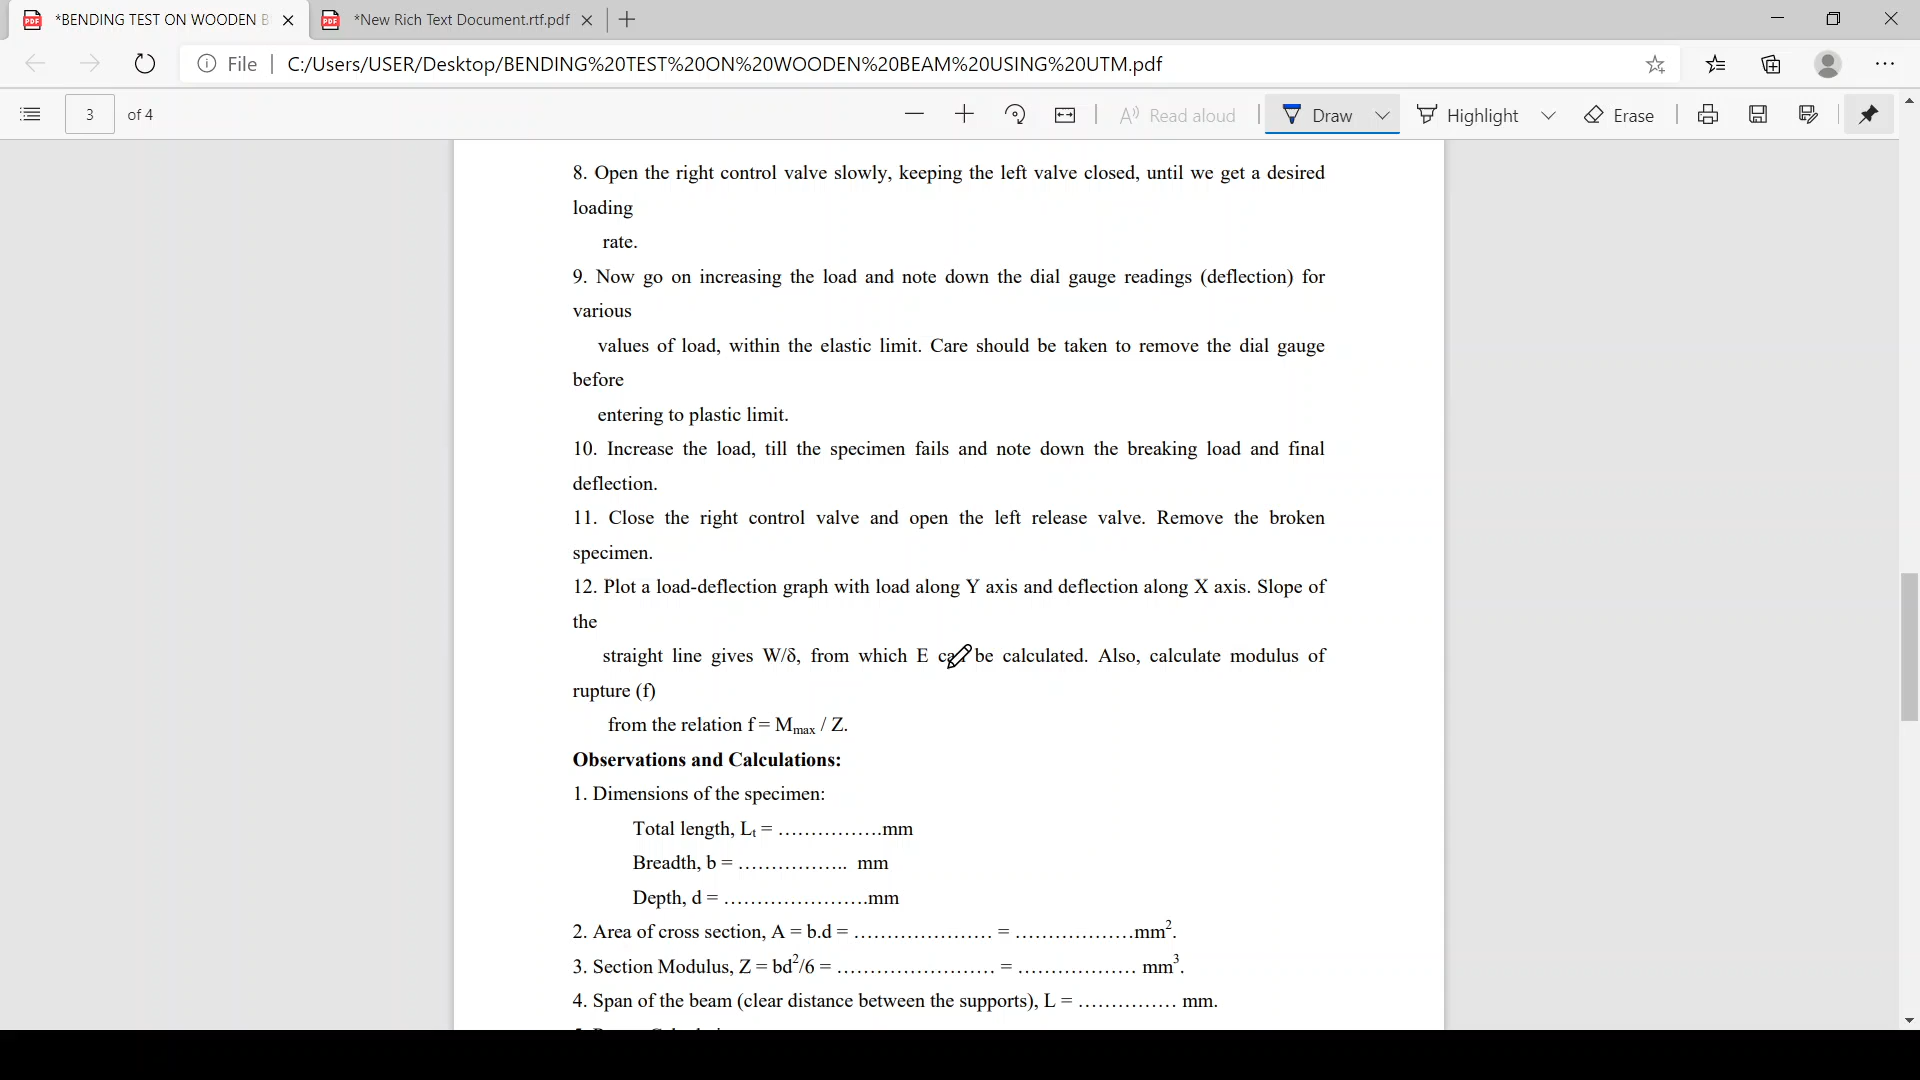 *BENDING TEST ON WOODEN B
*New Rich Text Document.rtf.pdf
File | C:/Users/USER/Desktop/BENDING%20TEST%20ON%20WOODEN%20BEAM%20USING%20UTM.pdf
3 of 4 Read aloud Draw Highlight Erase
8. Open the right control valve slowly, keeping the left valve closed, until we get a desired
loading
rate.
9. Now go on increasing the load and note down the dial gauge readings (deflection) for
various
values of load, within the elastic limit. Care should be taken to remove the dial gauge
before
entering to plastic limit.
10. Increase the load, till the specimen fails and note down the breaking load and final
deflection.
11. Close the right control valve and open the left release valve. Remove the broken
specimen.
12. Plot a load-deflection graph with load along Y axis and deflection along X axis. Slope of
the
straight line gives W/δ, from which E can be calculated. Also, calculate modulus of
rupture (f)
from the relation f = Mmax / Z.
Observations and Calculations:
1. Dimensions of the specimen:
Total length, Lt = …………….mm
Breadth, b = …………….. mm
Depth, d = ………………….mm
2. Area of cross section, A = b.d = ………………… = ……………….mm².
3. Section Modulus, Z = bd²/6 = …………………… = ……………… mm³.
4. Span of the beam (clear distance between the supports), L = …………… mm.